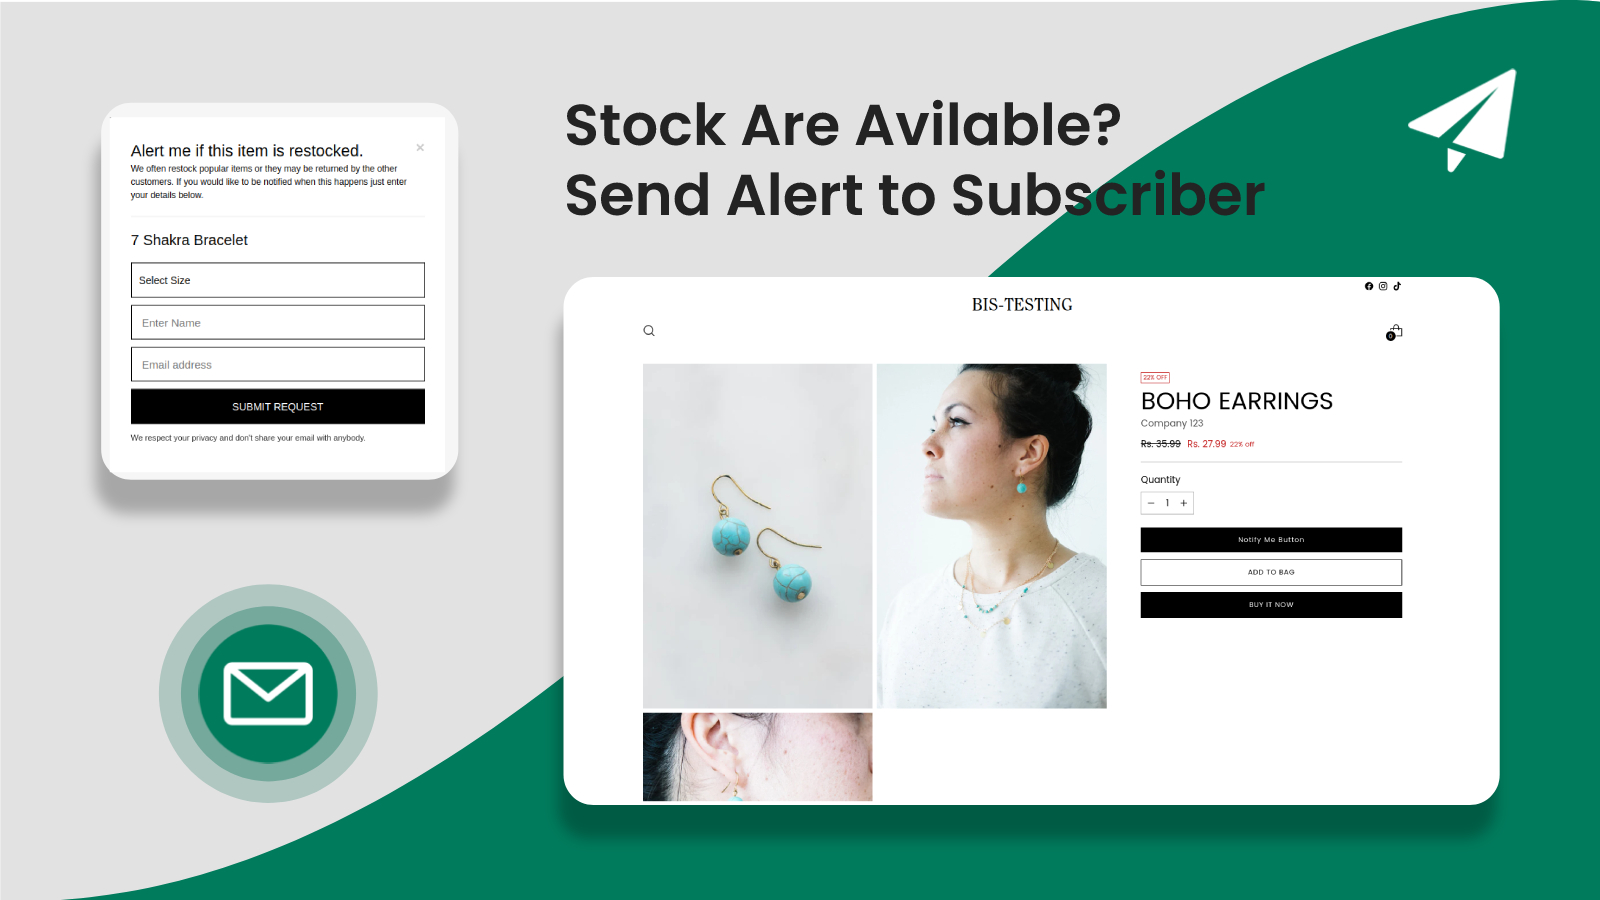 Stock Are Avilable?
Send Alert to Subscriber
Alert me if this item is restocked.
×
We often restock popular items or they may be returned by the other
customers. If you would like to be notified when this happens just enter
your details below.
7 Shakra Bracelet
Select Size
Enter Name
Email address
SUBMIT REQUEST
We respect your privacy and don't share your email with anybody.
BIS-TESTING
0
22% OFF
BOHO EARRINGS
Company 123
Rs. 35.99 Rs. 27.99 22% off
Quantity
− 1 +
Notify Me Button
ADD TO BAG
BUY IT NOW